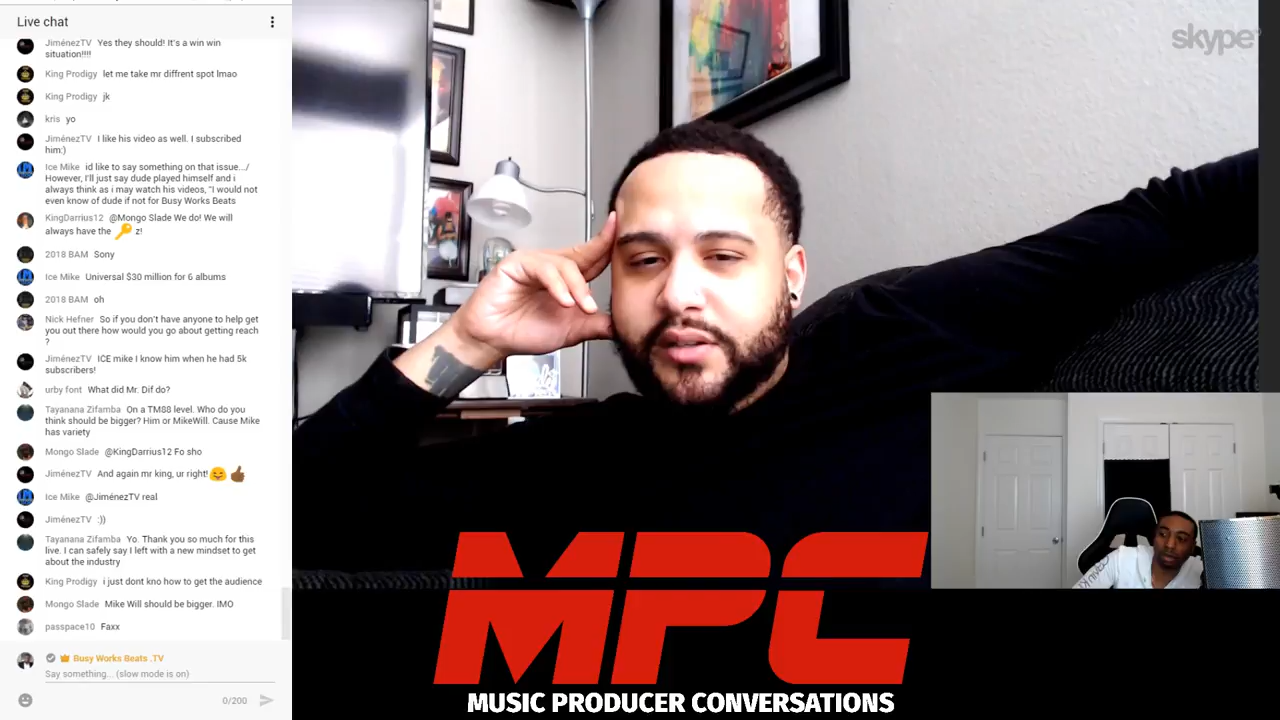 Live chat
JiménezTV Yes they should! It's a win win
situation!!!!
King Prodigy let me take mr diffrent spot lmao
King Prodigy jk
kris yo
JiménezTV I like his video as well. I subscribed
him:)
Ice Mike id like to say something on that issue.../
However, I'll just say dude played himself and i
always think as i may watch his videos, "I would not
even know of dude if not for Busy Works Beats
KingDarrius12 @Mongo Slade We do! We will
always have the 🔑 z!
2018 BAM Sony
Ice Mike Universal $30 million for 6 albums
2018 BAM oh
Nick Hefner So if you don't have anyone to help get
you out there how would you go about getting reach
?
JiménezTV ICE mike I know him when he had 5k
subscribers!
urby font What did Mr. Dif do?
Tayanana Zifamba On a TM88 level. Who do you
think should be bigger? Him or MikeWill. Cause Mike
has variety
Mongo Slade @KingDarrius12 Fo sho
JiménezTV And again mr king, ur right!🤗👍🏾
Ice Mike @JiménezTV real
JiménezTV :))
Tayanana Zifamba Yo. Thank you so much for this
live. I can safely say I left with a new mindset to get
about the industry
King Prodigy i just dont kno how to get the audience
Mongo Slade Mike Will should be bigger. IMO
passpace10 Faxx
Busy Works Beats .TV
Say something... (slow mode is on)
0/200
skype
MPC
MUSIC PRODUCER CONVERSATIONS